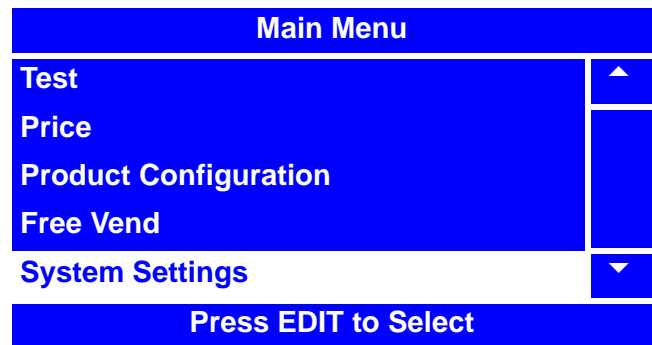 Main Menu
Test
Price
Product Configuration
Free Vend
System Settings
Press EDIT to Select